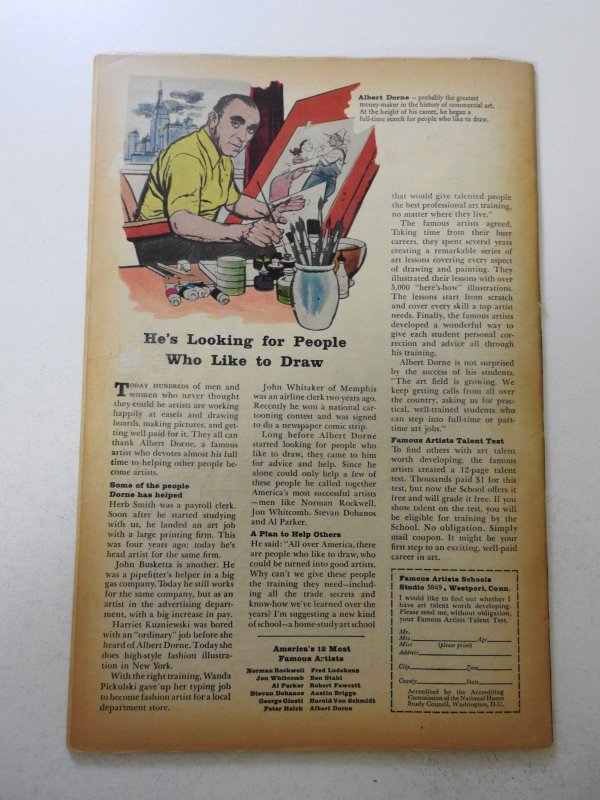 Albert Dorne — probably the greatest
money-maker in the history of commercial art.
At the height of his career, he began a
full-time search for people who like to draw.
He's Looking for People
Who Like to Draw
TODAY HUNDREDS of men and
women who never thought
they could be artists are working
happily at easels and drawing
boards, making pictures, and get-
ting well paid for it. They all can
thank Albert Dorne, a famous
artist who devotes almost his full
time to helping other people be-
come artists.
Some of the people
Dorne has helped
Herb Smith was a payroll clerk.
Soon after he started studying
with us, he landed an art job
with a large printing firm. This
was four years ago; today he's
head artist for the same firm.
John Busketta is another. He
was a pipefitter's helper in a big
gas company. Today he still works
for the same company, but as an
artist in the advertising depart-
ment, with a big increase in pay.
Harriet Kuzniewski was bored
with an "ordinary" job before she
heard of Albert Dorne. Today she
does high-style fashion illustra-
tion in New York.
With the right training, Wanda
Pickulski gave up her typing job
to become fashion artist for a local
department store.
John Whitaker of Memphis
was an airline clerk two years ago.
Recently he won a national car-
tooning contest and was signed
to do a newspaper comic strip.
Long before Albert Dorne
started looking for people who
like to draw, they came to him
for advice and help. Since he
alone could only help a few of
these people he called together
America's most successful artists
—men like Norman Rockwell,
Jon Whitcomb, Stevan Dohanos
and Al Parker.
A Plan to Help Others
He said: "All over America, there
are people who like to draw, who
could be turned into good artists.
Why can't we give these people
the training they need—includ-
ing all the trade secrets and
know-how we've learned over the
years? I'm suggesting a new kind
of school—a home-study art school
America's 12 Most
Famous Artists
Norman Rockwell Fred Ludekens
Jon Whitcomb Ben Stahl
Al Parker Robert Fawcett
Stevan Dohanos Austin Briggs
George Giusti Harold Von Schmidt
Peter Helck Albert Dorne
that would give talented people
the best professional art training,
no matter where they live."
The famous artists agreed.
Taking time from their busy
careers, they spent several years
creating a remarkable series of
art lessons covering every aspect
of drawing and painting. They
illustrated their lessons with over
5,000 "here's-how" illustrations.
The lessons start from scratch
and cover every skill a top artist
needs. Finally, the famous artists
developed a wonderful way to
give each student personal cor-
rection and advice all through
his training.
Albert Dorne is not surprised
by the success of his students.
"The art field is growing. We
keep getting calls from all over
the country, asking us for prac-
tical, well-trained students who
can step into full-time or part-
time art jobs."
Famous Artists Talent Test
To find others with art talent
worth developing, the famous
artists created a 12-page talent
test. Thousands paid $1 for this
test, but now the School offers it
free and will grade it free. If you
show talent on the test, you will
be eligible for training by the
School. No obligation. Simply
mail coupon. It might be your
first step to an exciting, well-paid
career in art.
Famous Artists Schools
Studio 5849, Westport, Conn.
I would like to find out whether I
have art talent worth developing.
Please send me, without obligation,
your Famous Artists Talent Test.
Mr.
Mrs. Age
Miss (please print)
Address
City Zone
County State
Accredited by the Accrediting
Commission of the National Home
Study Council, Washington, D.C.